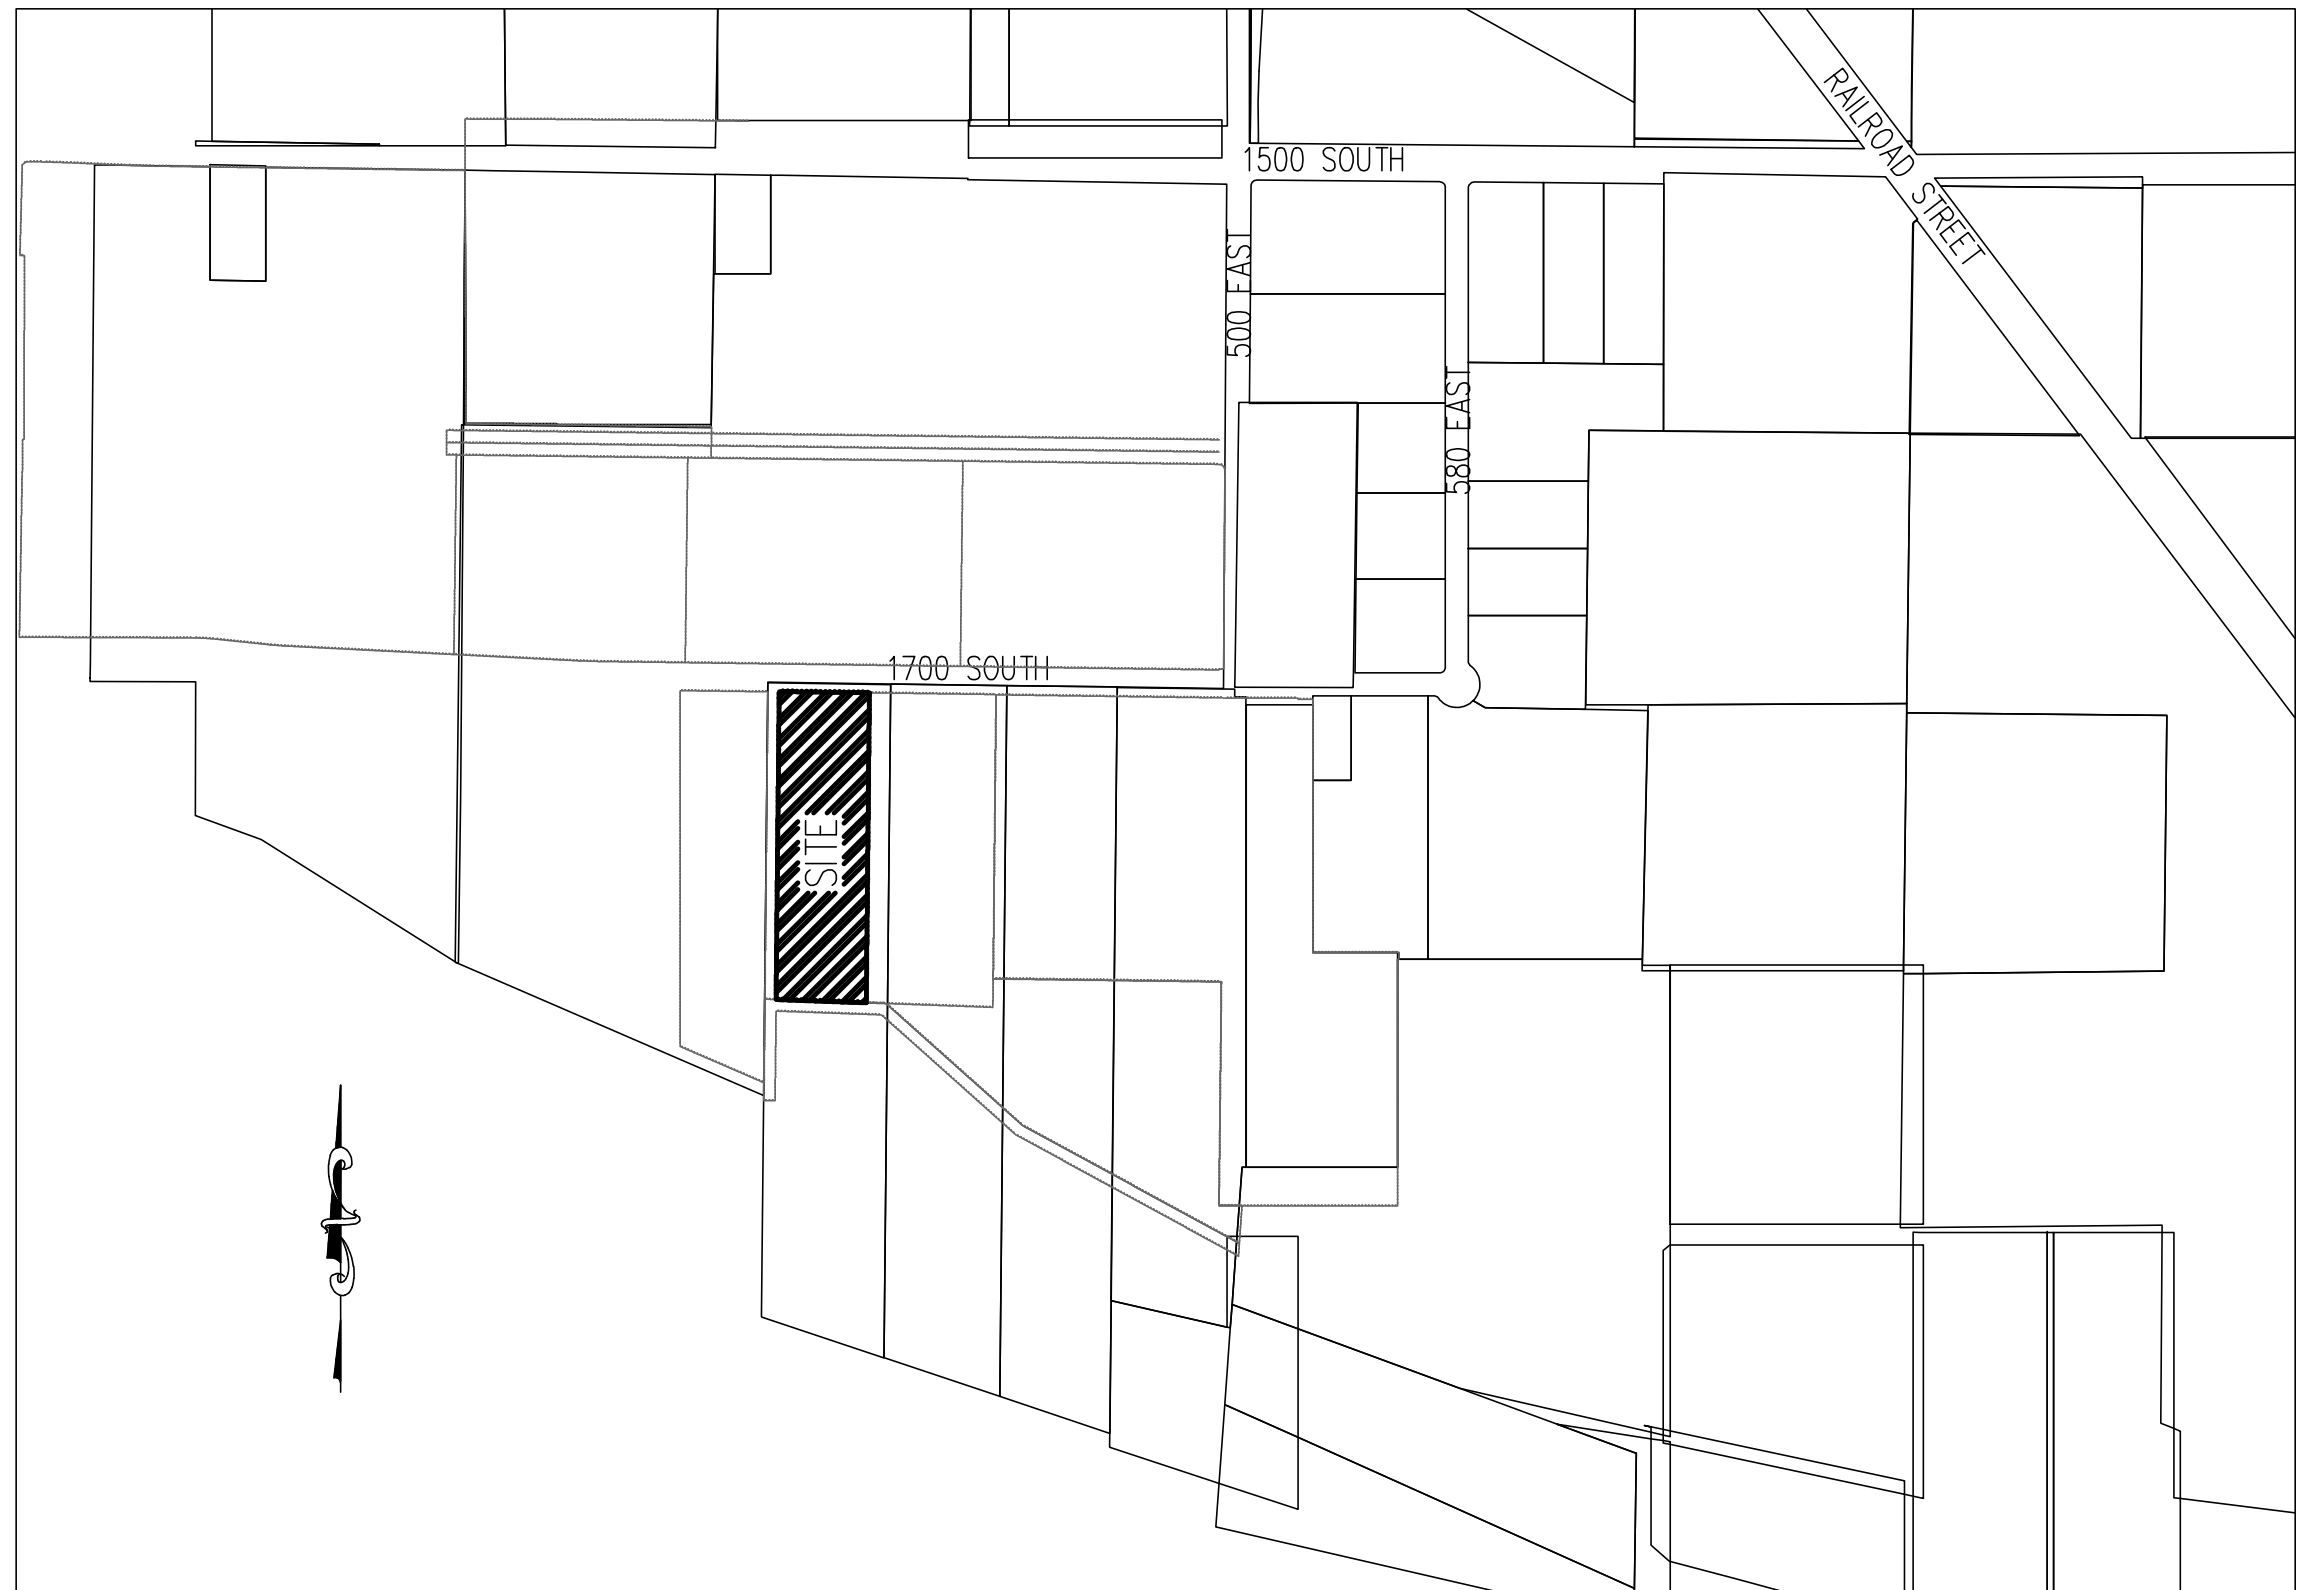 RAILROAD STREET
1500 SOUTH
500 EAST
580 EAST
1700 SOUTH
SITE